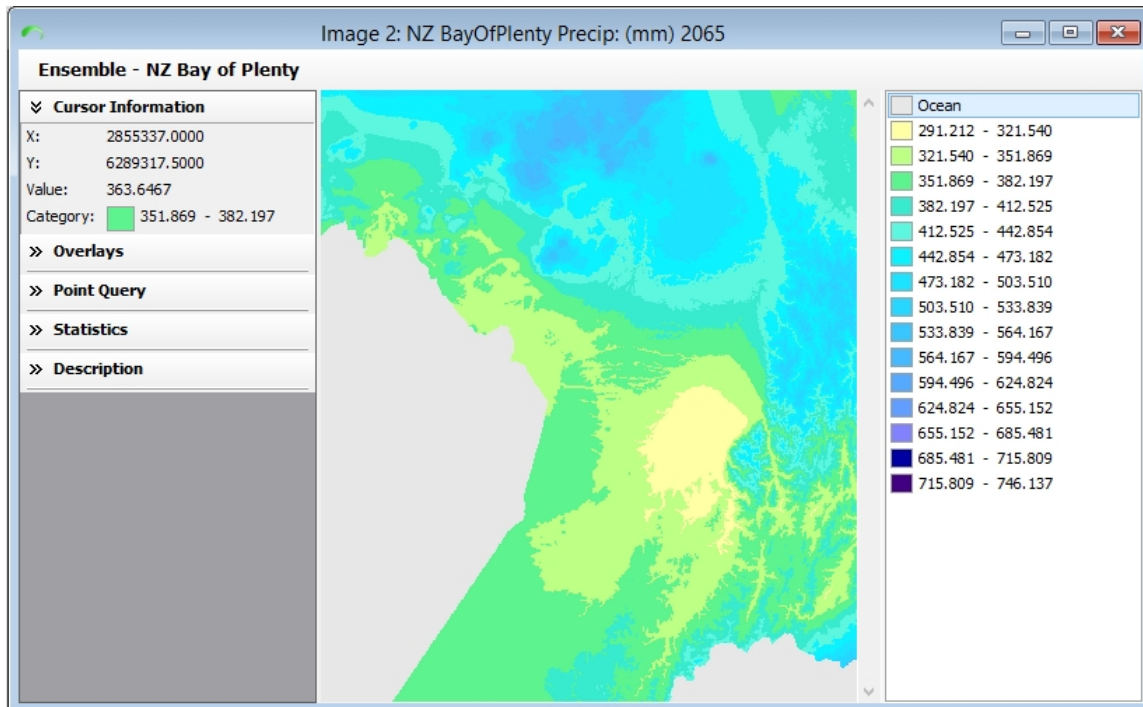 Image 2: NZ BayOfPlenty Precip: (mm) 2065
Ensemble - NZ Bay of Plenty
Cursor Information
X: 2855337.0000
Y: 6289317.5000
Value: 363.6467
Category: 351.869 - 382.197
Overlays
Point Query
Statistics
Description
Ocean
291.212 - 321.540
321.540 - 351.869
351.869 - 382.197
382.197 - 412.525
412.525 - 442.854
442.854 - 473.182
473.182 - 503.510
503.510 - 533.839
533.839 - 564.167
564.167 - 594.496
594.496 - 624.824
624.824 - 655.152
655.152 - 685.481
685.481 - 715.809
715.809 - 746.137